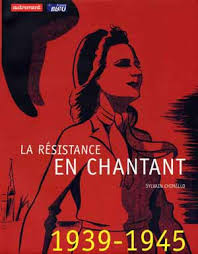 autrement
LA RÉSISTANCE
EN CHANTANT
SYLVAIN CHIMELLO
1939-1945